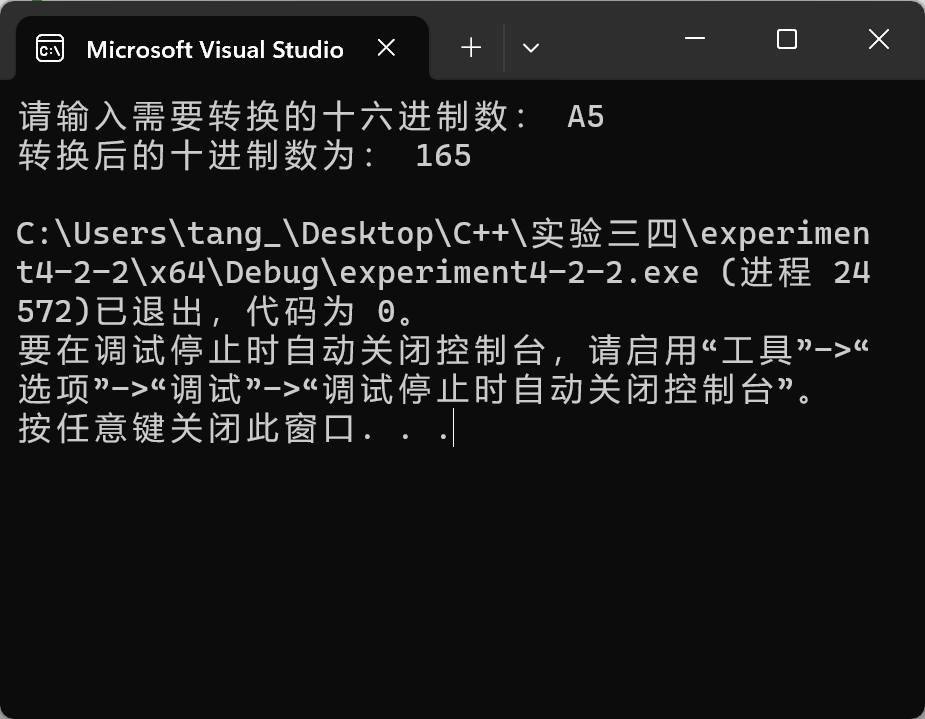 Microsoft Visual Studio
请输入需要转换的十六进制数： A5
转换后的十进制数为： 165
C:\Users\tang_\Desktop\C++\实验三四\experimen
t4-2-2\x64\Debug\experiment4-2-2.exe (进程 24
572)已退出，代码为 0。
要在调试停止时自动关闭控制台，请启用“工具”->“
选项”->“调试”->“调试停止时自动关闭控制台”。
按任意键关闭此窗口. . .